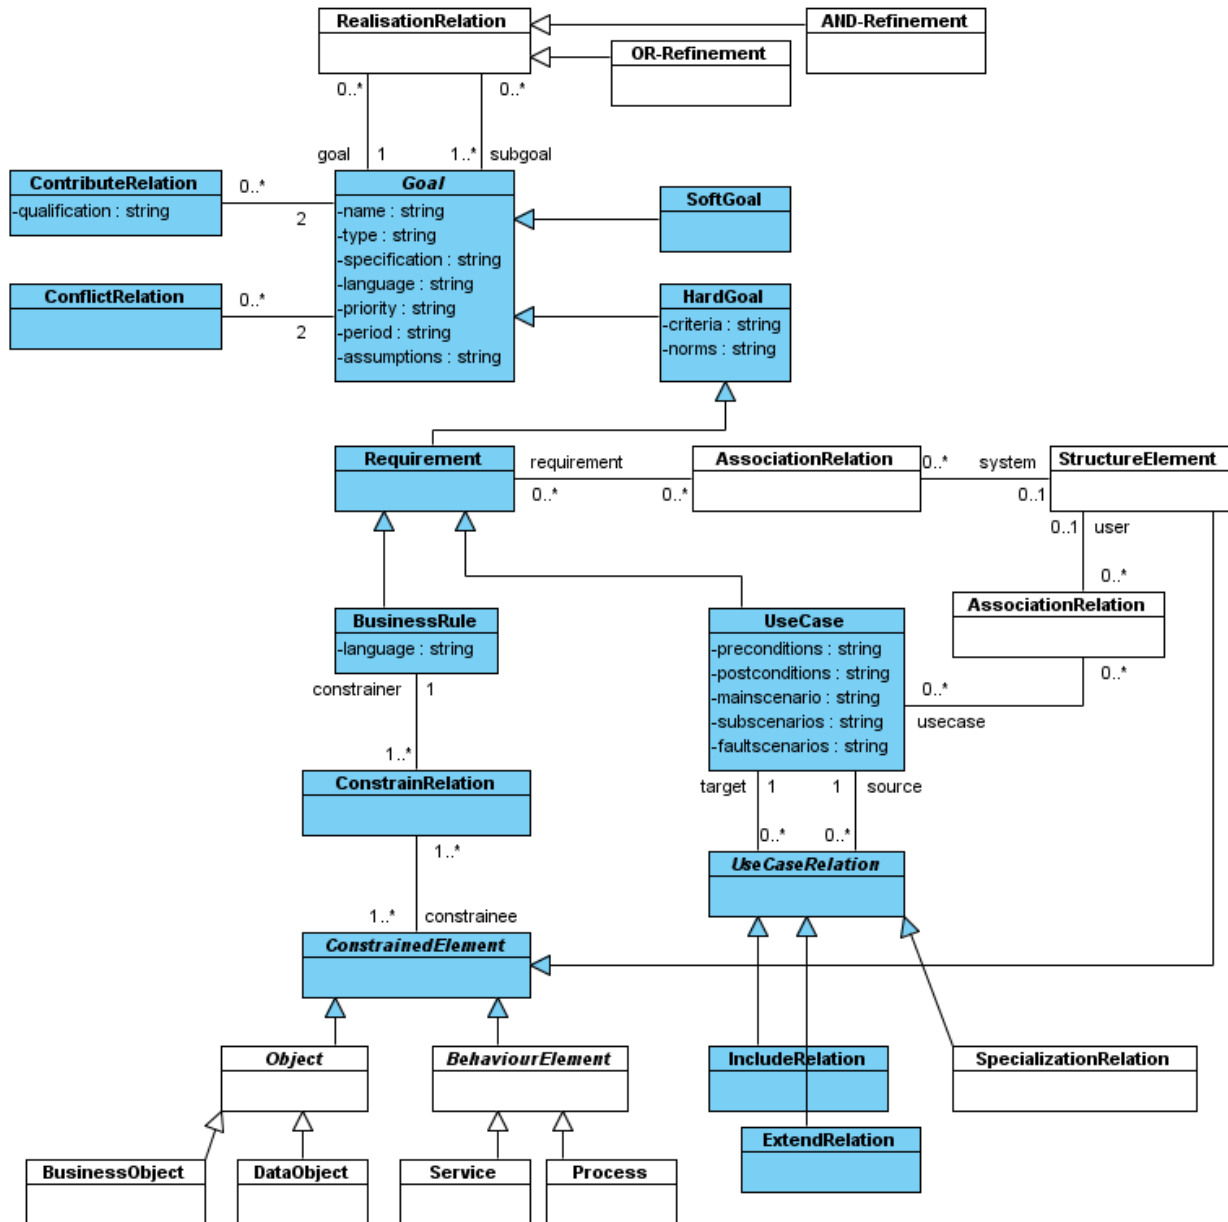 RealisationRelation
AND-Refinement
OR-Refinement
0..*
0..*
goal
1
1..*
subgoal
ContributeRelation
-qualification : string
0..*
2
Goal
-name : string
-type : string
-specification : string
-language : string
-priority : string
-period : string
-assumptions : string
SoftGoal
ConflictRelation
0..*
2
HardGoal
-criteria : string
-norms : string
Requirement
requirement
0..*
0..*
AssociationRelation
0..*
system
0..1
StructureElement
0..1
user
0..*
AssociationRelation
0..*
BusinessRule
-language : string
UseCase
-preconditions : string
-postconditions : string
-mainscenario : string
-subscenarios : string
-faultscenarios : string
0..*
usecase
constrainer
1
1..*
ConstrainRelation
target
1
1
source
0..*
0..*
UseCaseRelation
1..*
1..*
constrainee
ConstrainedElement
Object
BehaviourElement
IncludeRelation
SpecializationRelation
ExtendRelation
BusinessObject
DataObject
Service
Process